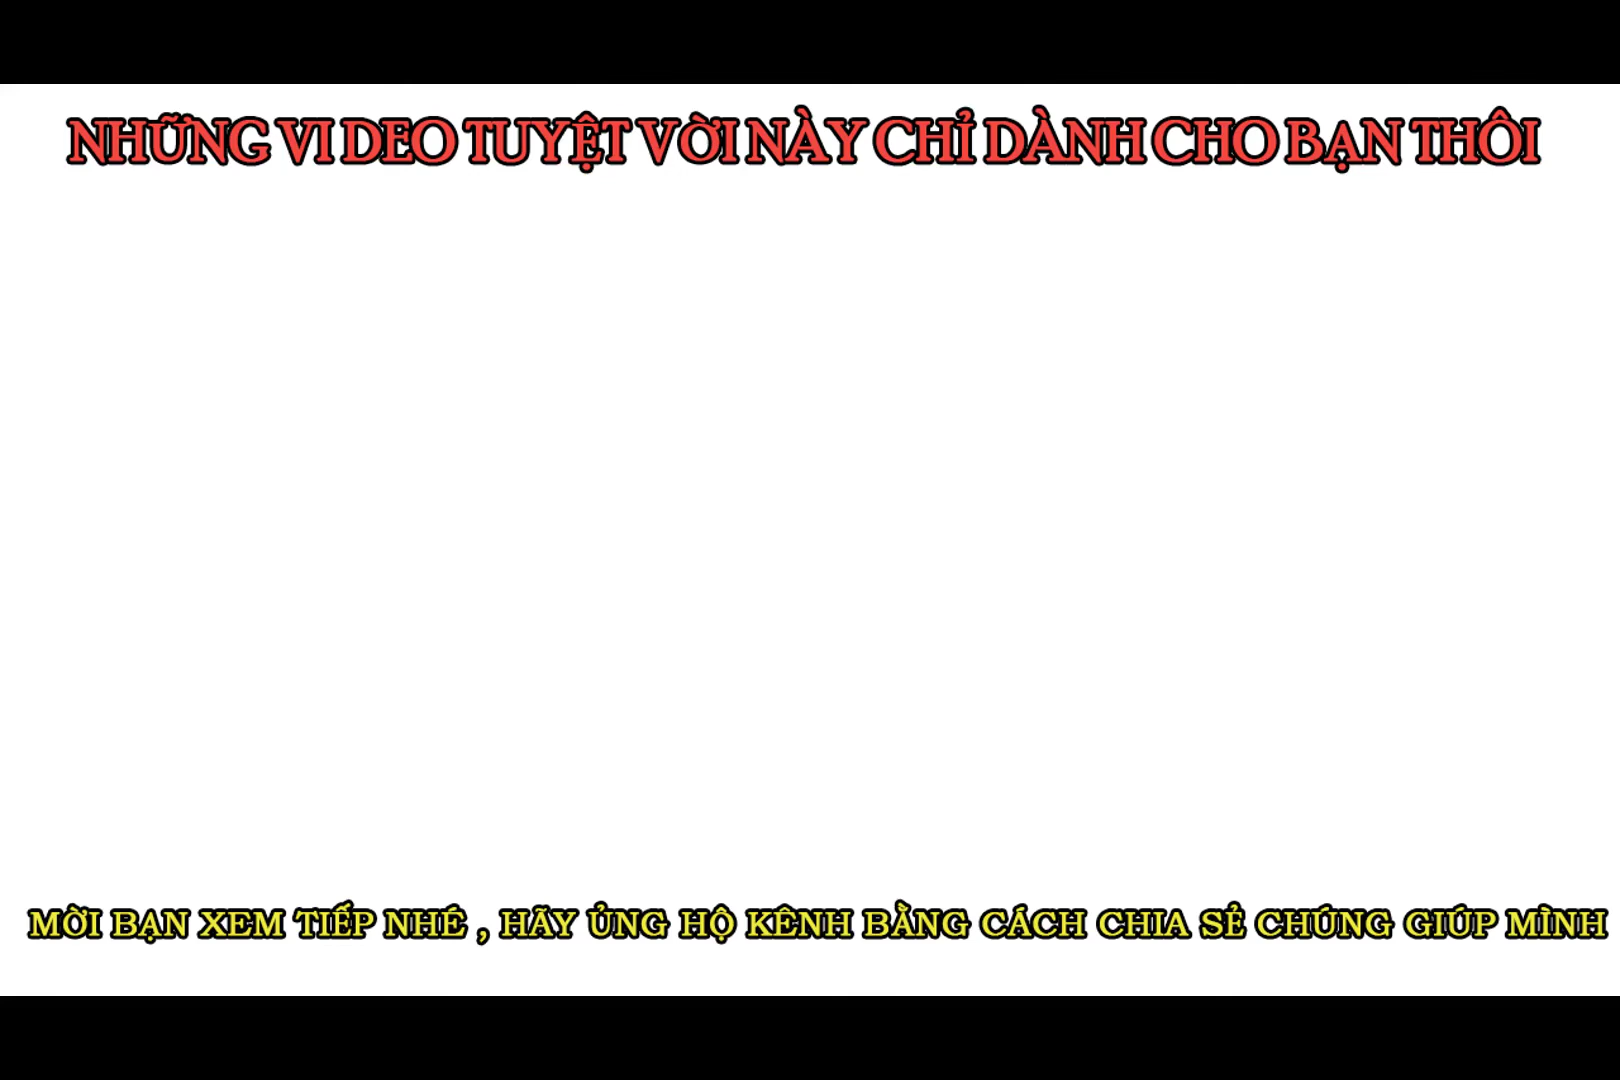 NHỮNG VI DEO TUYỆT VỜI NÀY CHỈ DÀNH CHO BẠN THÔI
MỜI BẠN XEM TIẾP NHÉ , HÃY ỦNG HỘ KÊNH BẰNG CÁCH CHIA SẺ CHÚNG GIÚP MÌNH